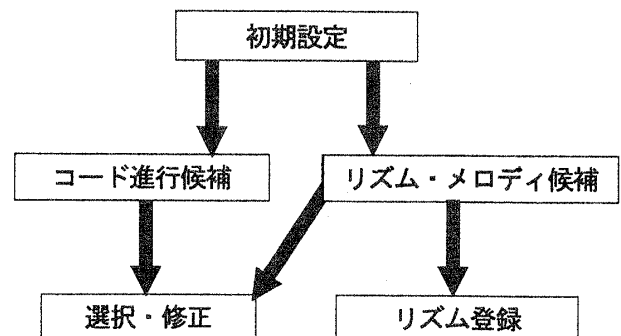 初期設定
コード進行候補
リズム・メロディ候補
選択・修正
リズム登録